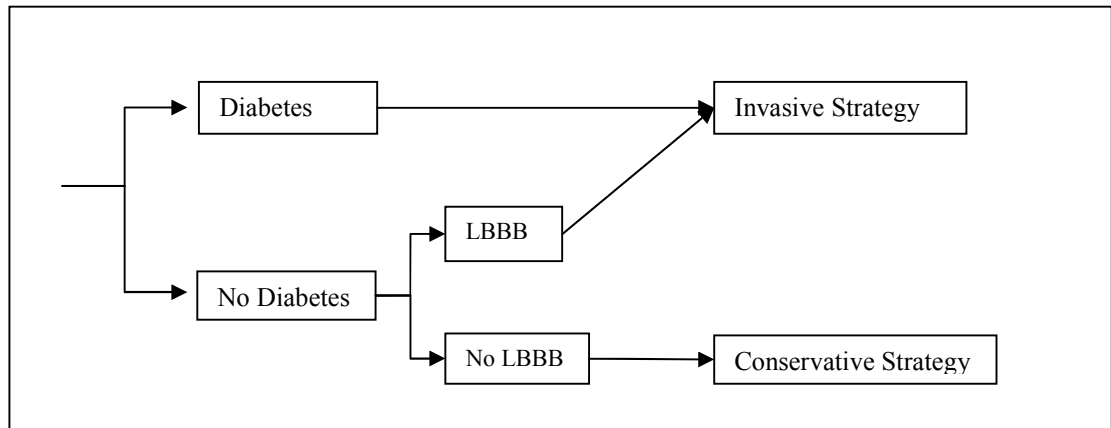 Diabetes
Invasive Strategy
LBBB
No Diabetes
No LBBB
Conservative Strategy